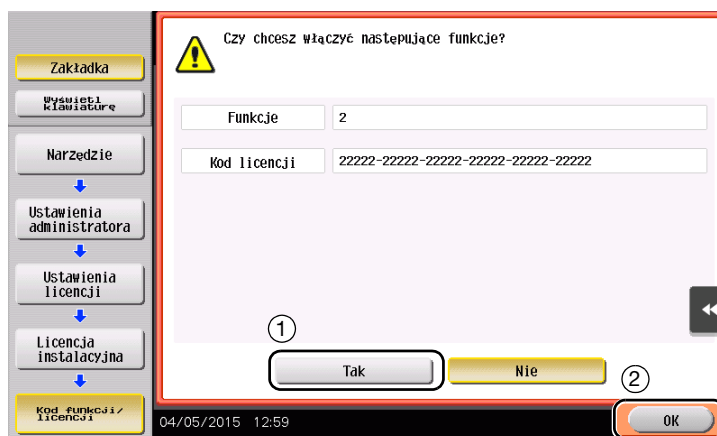 Zakładka
Wyświetl
klawiaturę
Narzędzie
Ustawienia
administratora
Ustawienia
licencji
Licencja
instalacyjna
Kod funkcji/
licencji
Czy chcesz włączyć następujące funkcje?
Funkcje 2
Kod licencji 22222-22222-22222-22222-22222-22222
1
Tak Nie
2
04/05/2015 12:59 OK